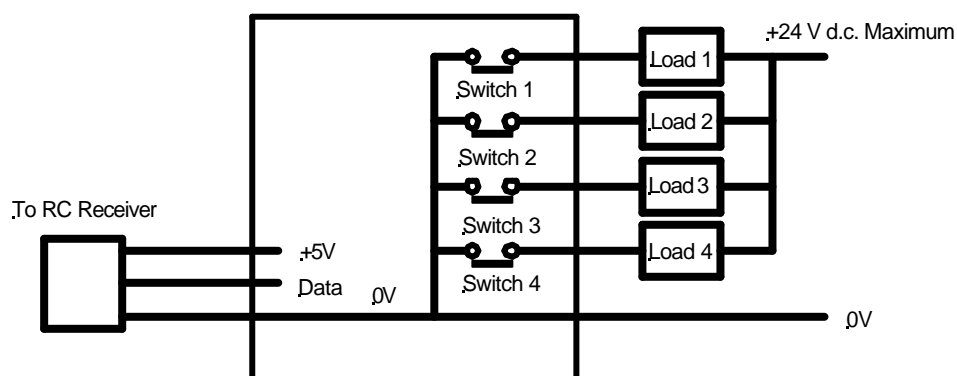 +24 V d.c. Maximum
Load 1
Switch 1
Load 2
Switch 2
Load 3
To RC Receiver
Switch 3
+5V
Load 4
Data
0V
Switch 4
0V